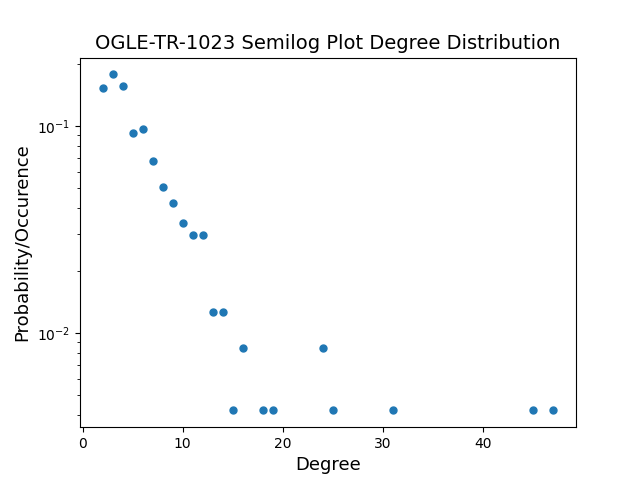 OGLE-TR-1023 Semilog Plot Degree Distribution
Probability/Occurence
10⁻¹
10⁻²
0 10 20 30 40
Degree